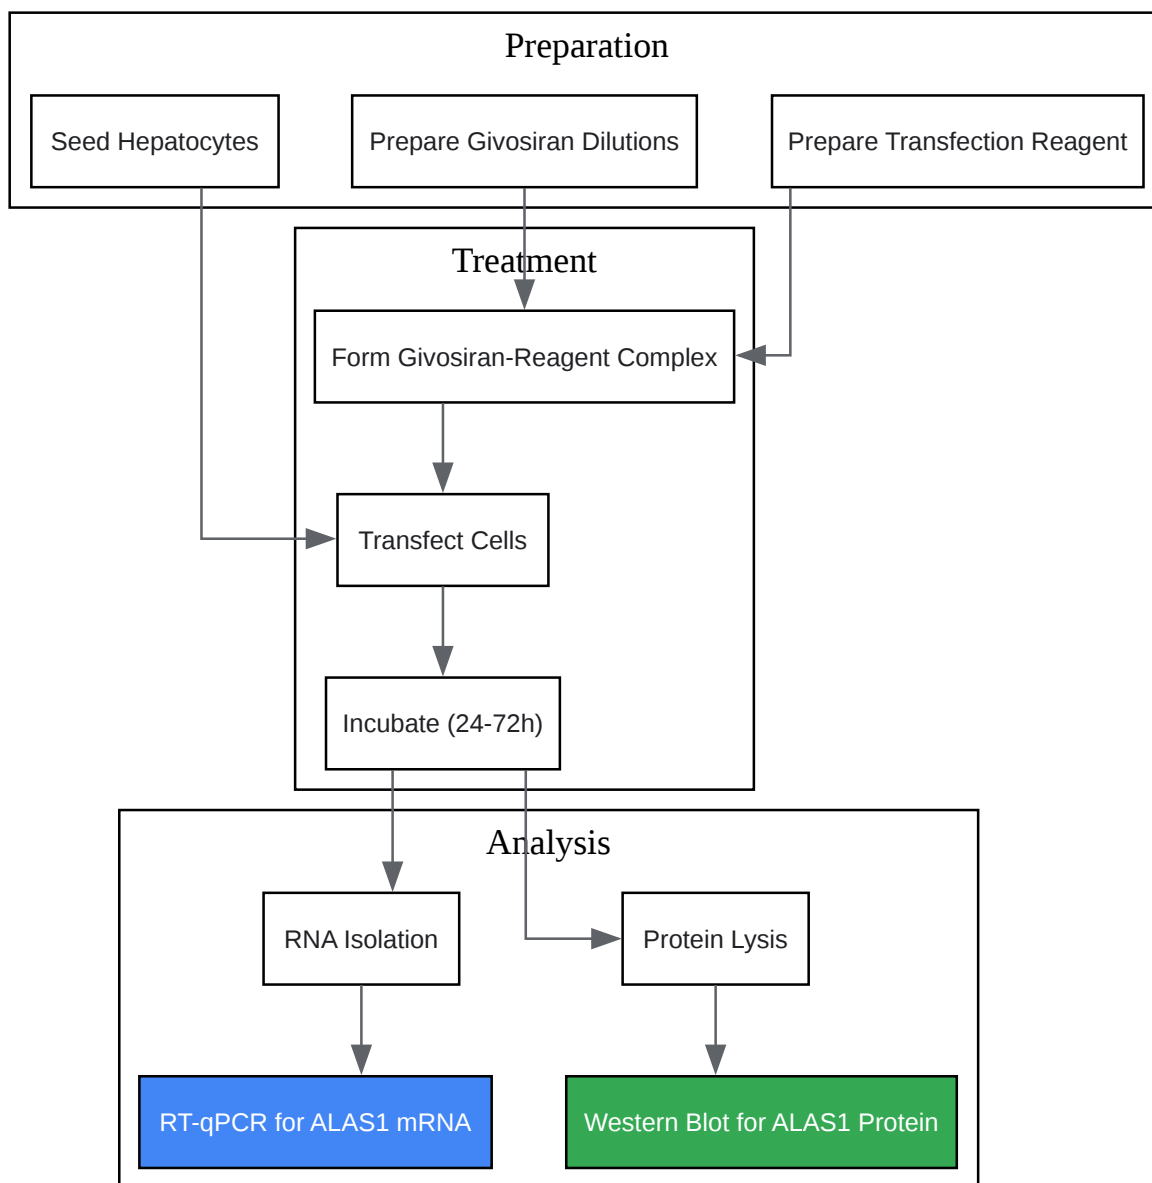 Preparation
Seed Hepatocytes
Prepare Givosiran Dilutions
Prepare Transfection Reagent
Treatment
Form Givosiran-Reagent Complex
Transfect Cells
Incubate (24-72h)
Analysis
RNA Isolation
Protein Lysis
RT-qPCR for ALAS1 mRNA
Western Blot for ALAS1 Protein